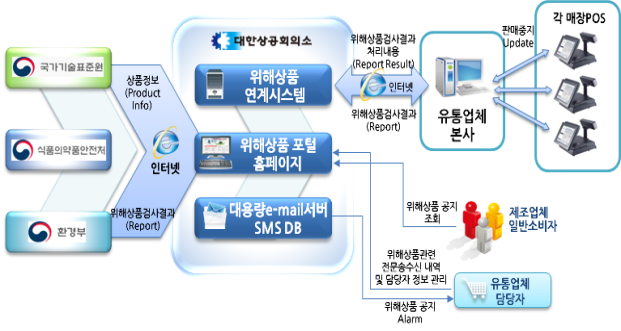 국가기술표준원
식품의약품안전처
환경부
상품정보
(Product
Info)
인터넷
위해상품검사결과
(Report)
대한상공회의소
위해상품
연계시스템
위해상품 포털
홈페이지
대용량e-mail서버
SMS DB
위해상품검사결과
처리내용
(Report Result)
인터넷
위해상품검사결과
(Report)
유통업체
본사
판매중지
Update
각 매장POS
위해상품 공지
조회
제조업체
일반소비자
위해상품관련
전문송수신 내역
및 담당자 정보 관리
유통업체
담당자
위해상품 공지
Alarm